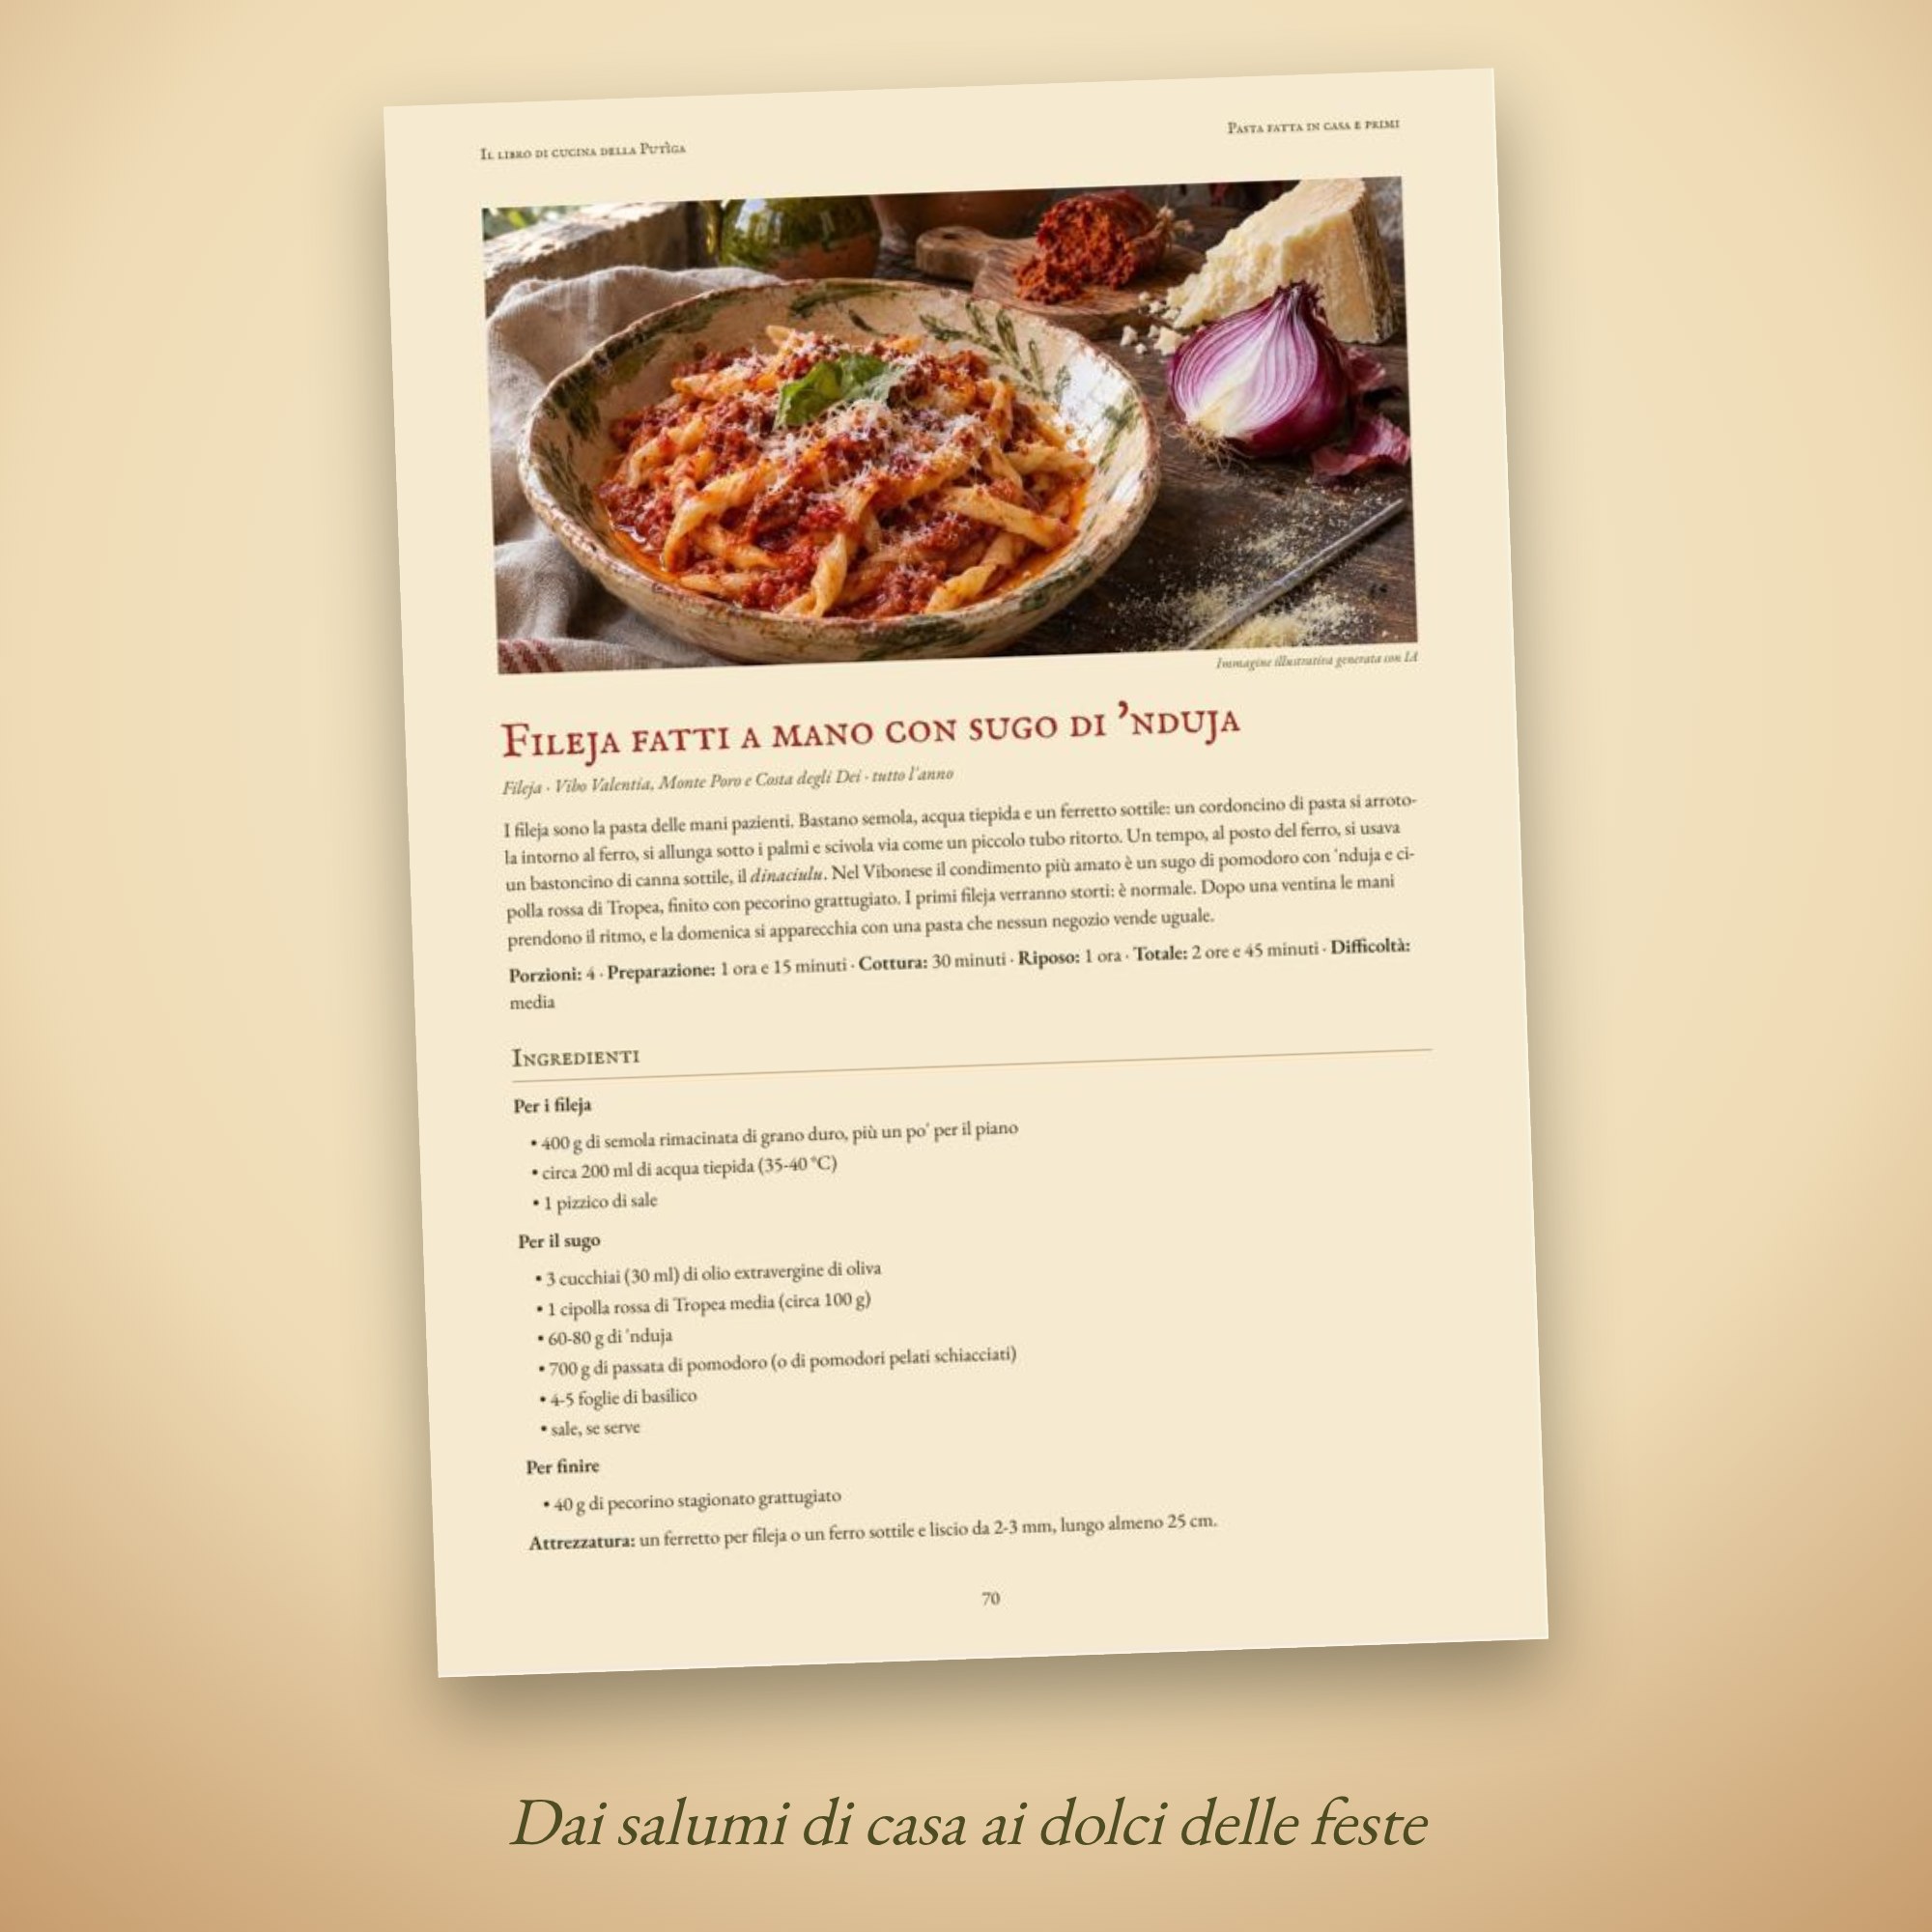 Il libro di cucina della Putìga
Pasta fatta in casa e primi
Immagine illustrativa generata con IA
Fileja fatti a mano con sugo di ’nduja
Fileja · Vibo Valentia, Monte Poro e Costa degli Dei · tutto l'anno
I fileja sono la pasta delle mani pazienti. Bastano semola, acqua tiepida e un ferretto sottile: un cordoncino di pasta si arroto-
la intorno al ferro, si allunga sotto i palmi e scivola via come un piccolo tubo ritorto. Un tempo, al posto del ferro, si usava
un bastoncino di canna sottile, il dinaciulu. Nel Vibonese il condimento più amato è un sugo di pomodoro con 'nduja e ci-
polla rossa di Tropea, finito con pecorino grattugiato. I primi fileja verranno storti: è normale. Dopo una ventina le mani
prendono il ritmo, e la domenica si apparecchia con una pasta che nessun negozio vende uguale.
Porzioni: 4 · Preparazione: 1 ora e 15 minuti · Cottura: 30 minuti · Riposo: 1 ora · Totale: 2 ore e 45 minuti · Difficoltà:
media
Ingredienti
Per i fileja
• 400 g di semola rimacinata di grano duro, più un po' per il piano
• circa 200 ml di acqua tiepida (35-40 °C)
• 1 pizzico di sale
Per il sugo
• 3 cucchiai (30 ml) di olio extravergine di oliva
• 1 cipolla rossa di Tropea media (circa 100 g)
• 60-80 g di 'nduja
• 700 g di passata di pomodoro (o di pomodori pelati schiacciati)
• 4-5 foglie di basilico
• sale, se serve
Per finire
• 40 g di pecorino stagionato grattugiato
Attrezzatura: un ferretto per fileja o un ferro sottile e liscio da 2-3 mm, lungo almeno 25 cm.
70
Dai salumi di casa ai dolci delle feste